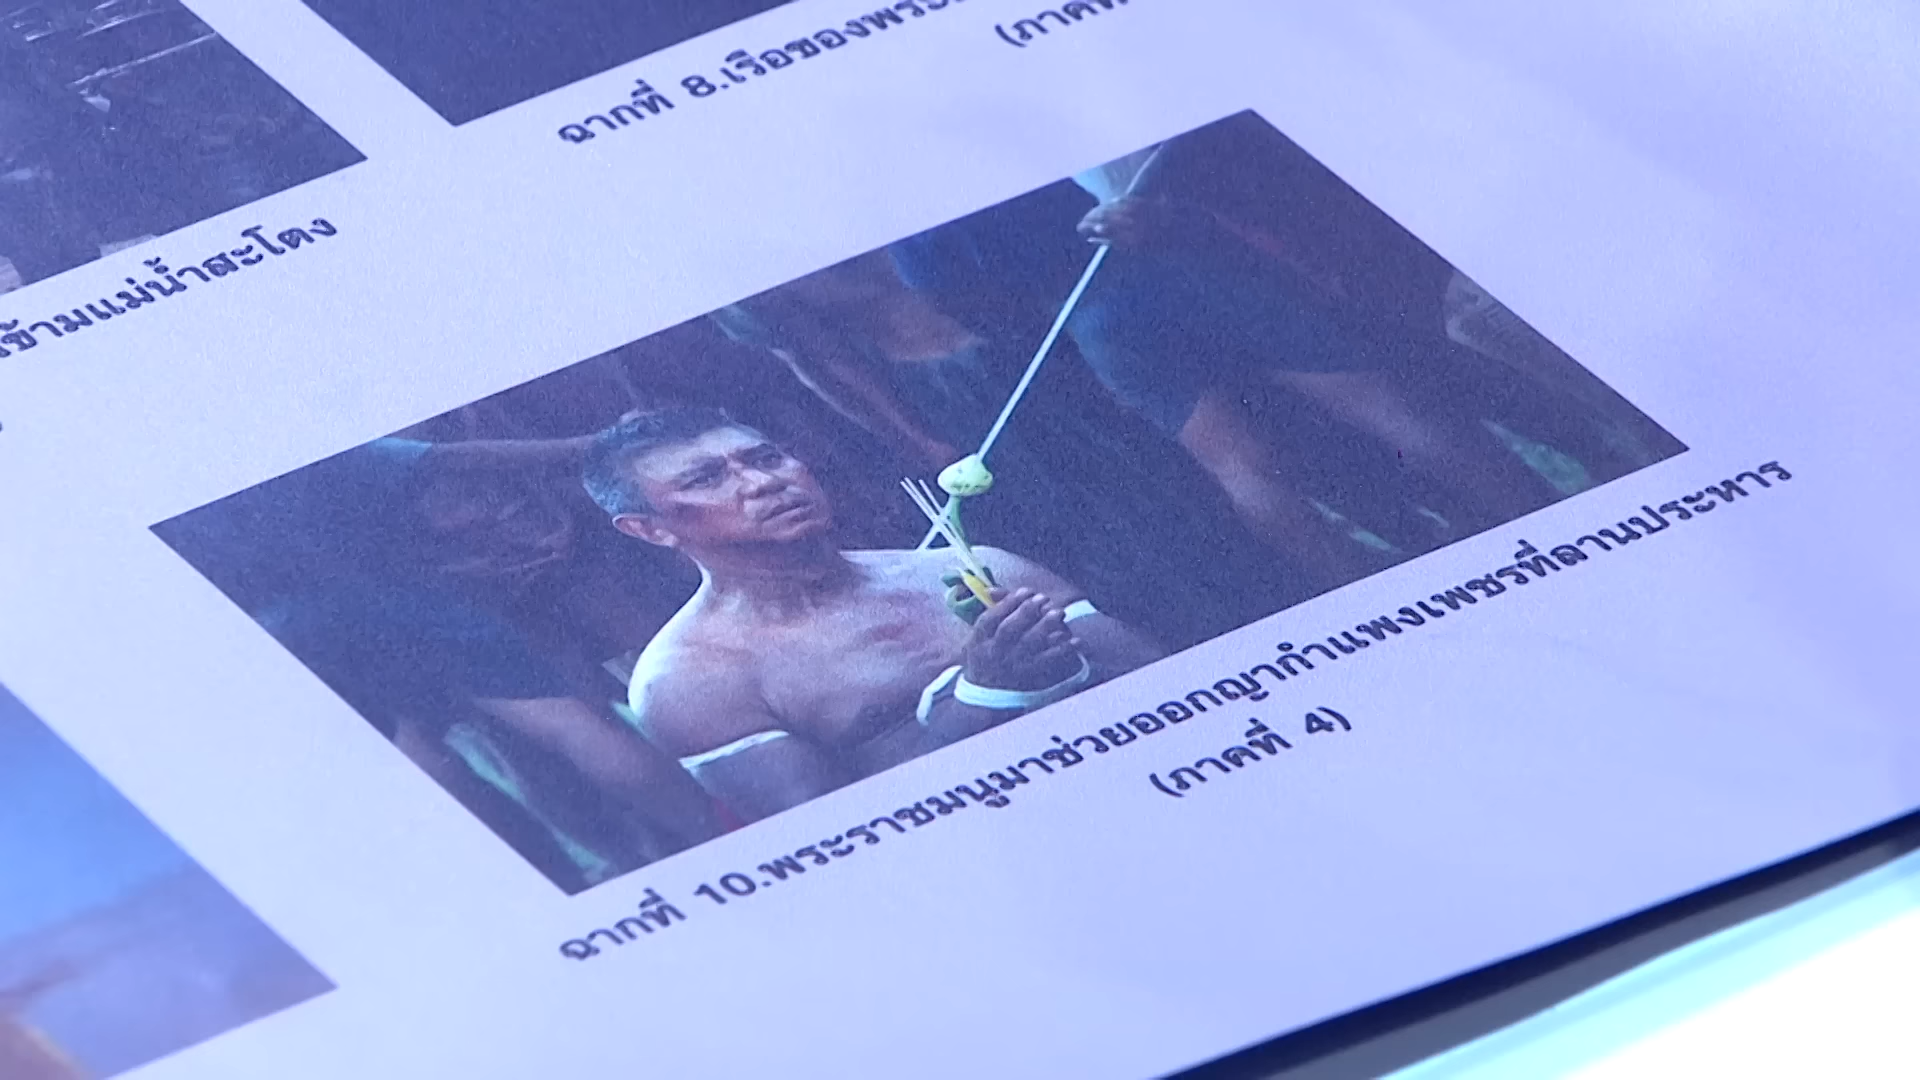 ฉากที่ 8.เรือของพระ
(ภาคที่
ข้ามแม่น้ำสะโตง
ฉากที่ 10.พระราชมนูมาช่วยออกญากำแพงเพชรที่ลานประหาร
(ภาคที่ 4)